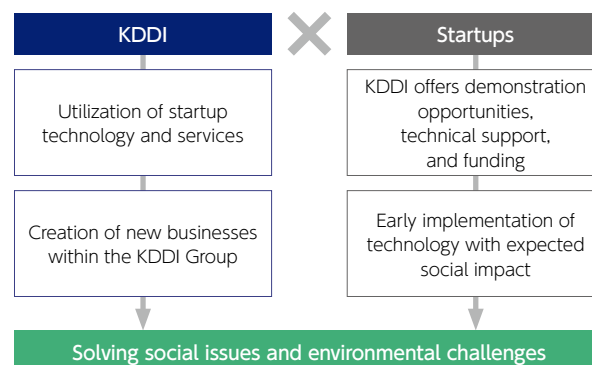 KDDI
Startups
Utilization of startup
technology and services
KDDI offers demonstration
opportunities,
technical support,
and funding
Creation of new businesses
within the KDDI Group
Early implementation of
technology with expected
social impact
Solving social issues and environmental challenges